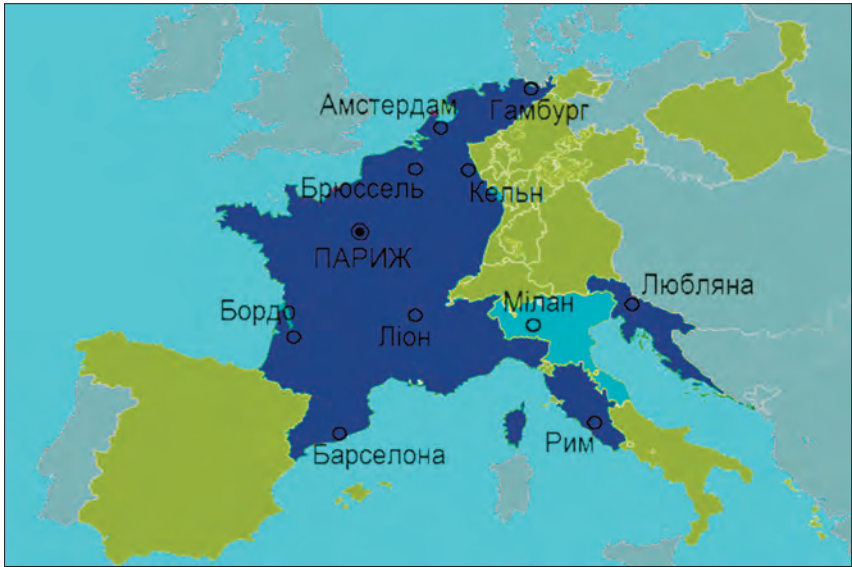 Амстердам
Гамбург
Брюссель
Кельн
ПАРИЖ
Любляна
Мілан
Бордо
Ліон
Барселона
Рим